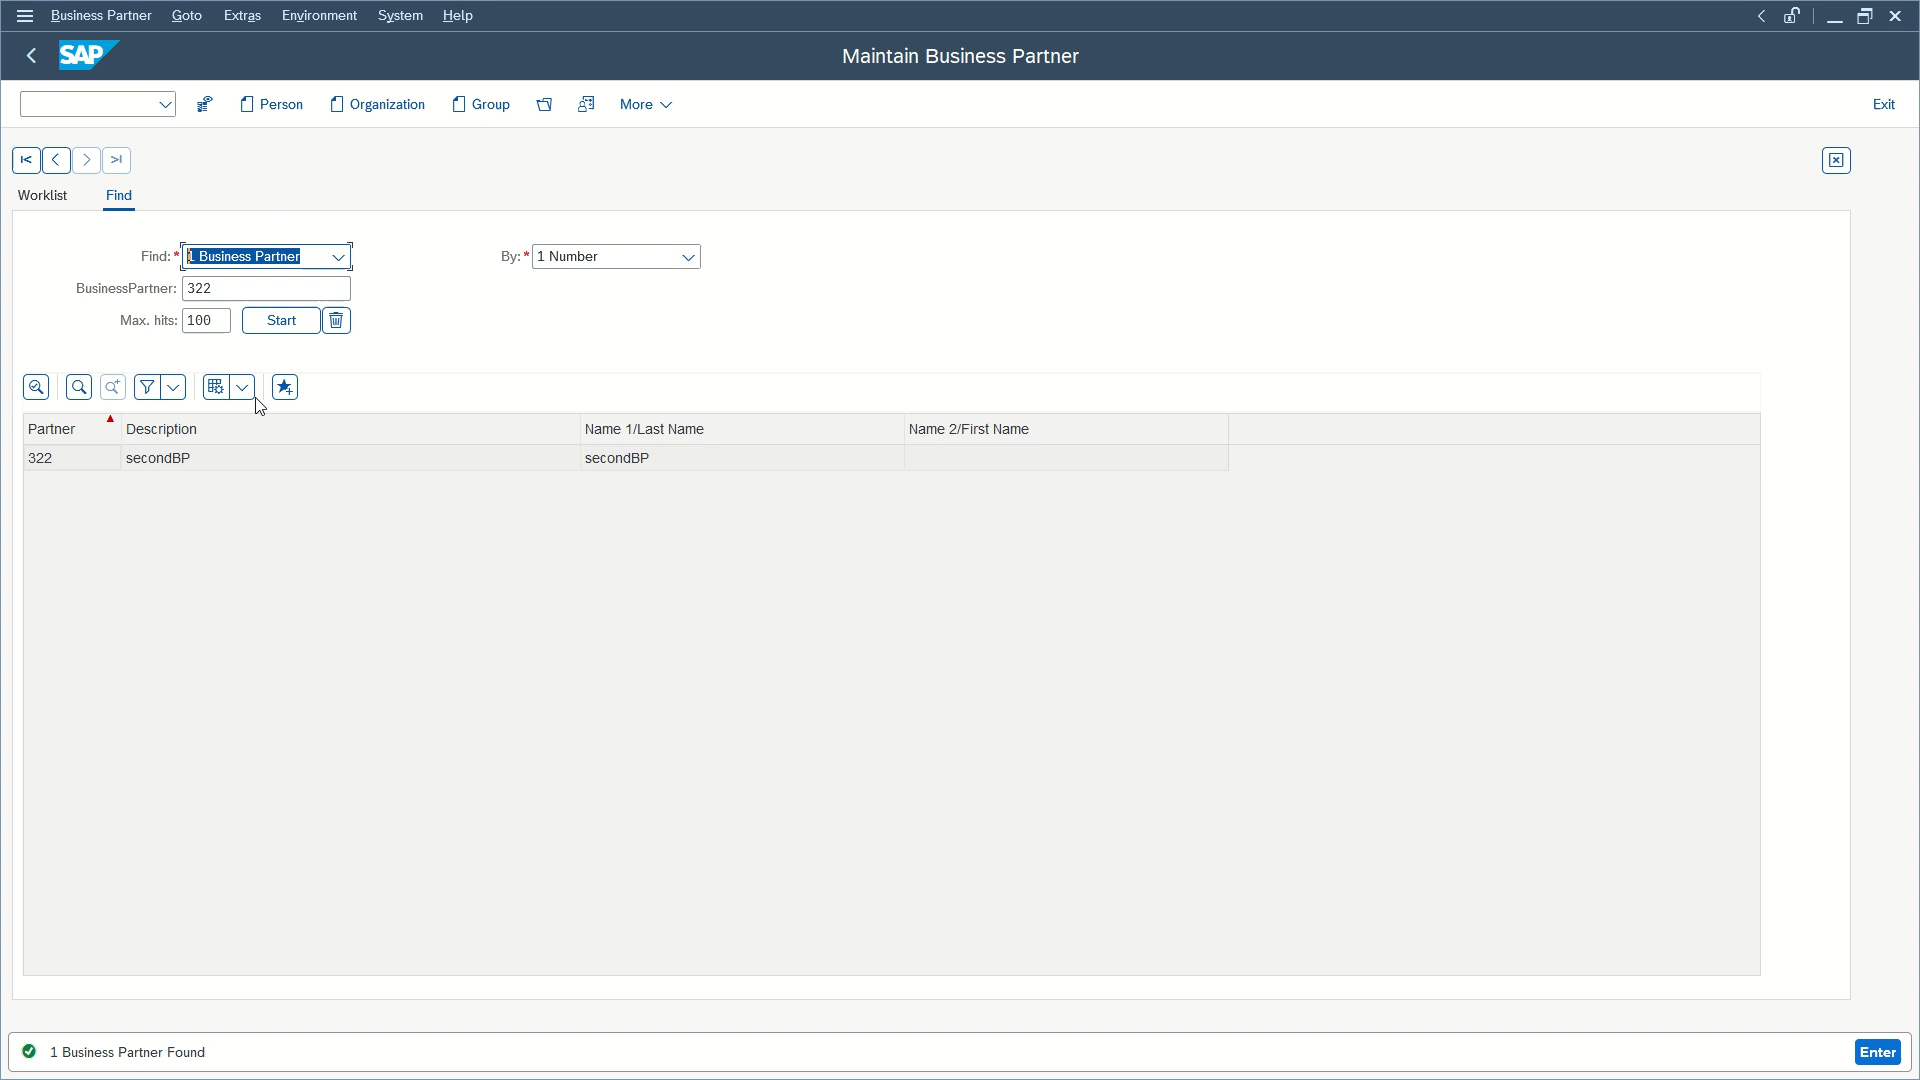 Business Partner Goto Extras Environment System Help
SAP Maintain Business Partner
Person Organization Group More Exit
Worklist Find
Find:* 1 Business Partner By:* 1 Number
BusinessPartner: 322
Max. hits: 100 Start
Partner Description Name 1/Last Name Name 2/First Name
322 secondBP secondBP
1 Business Partner Found Enter